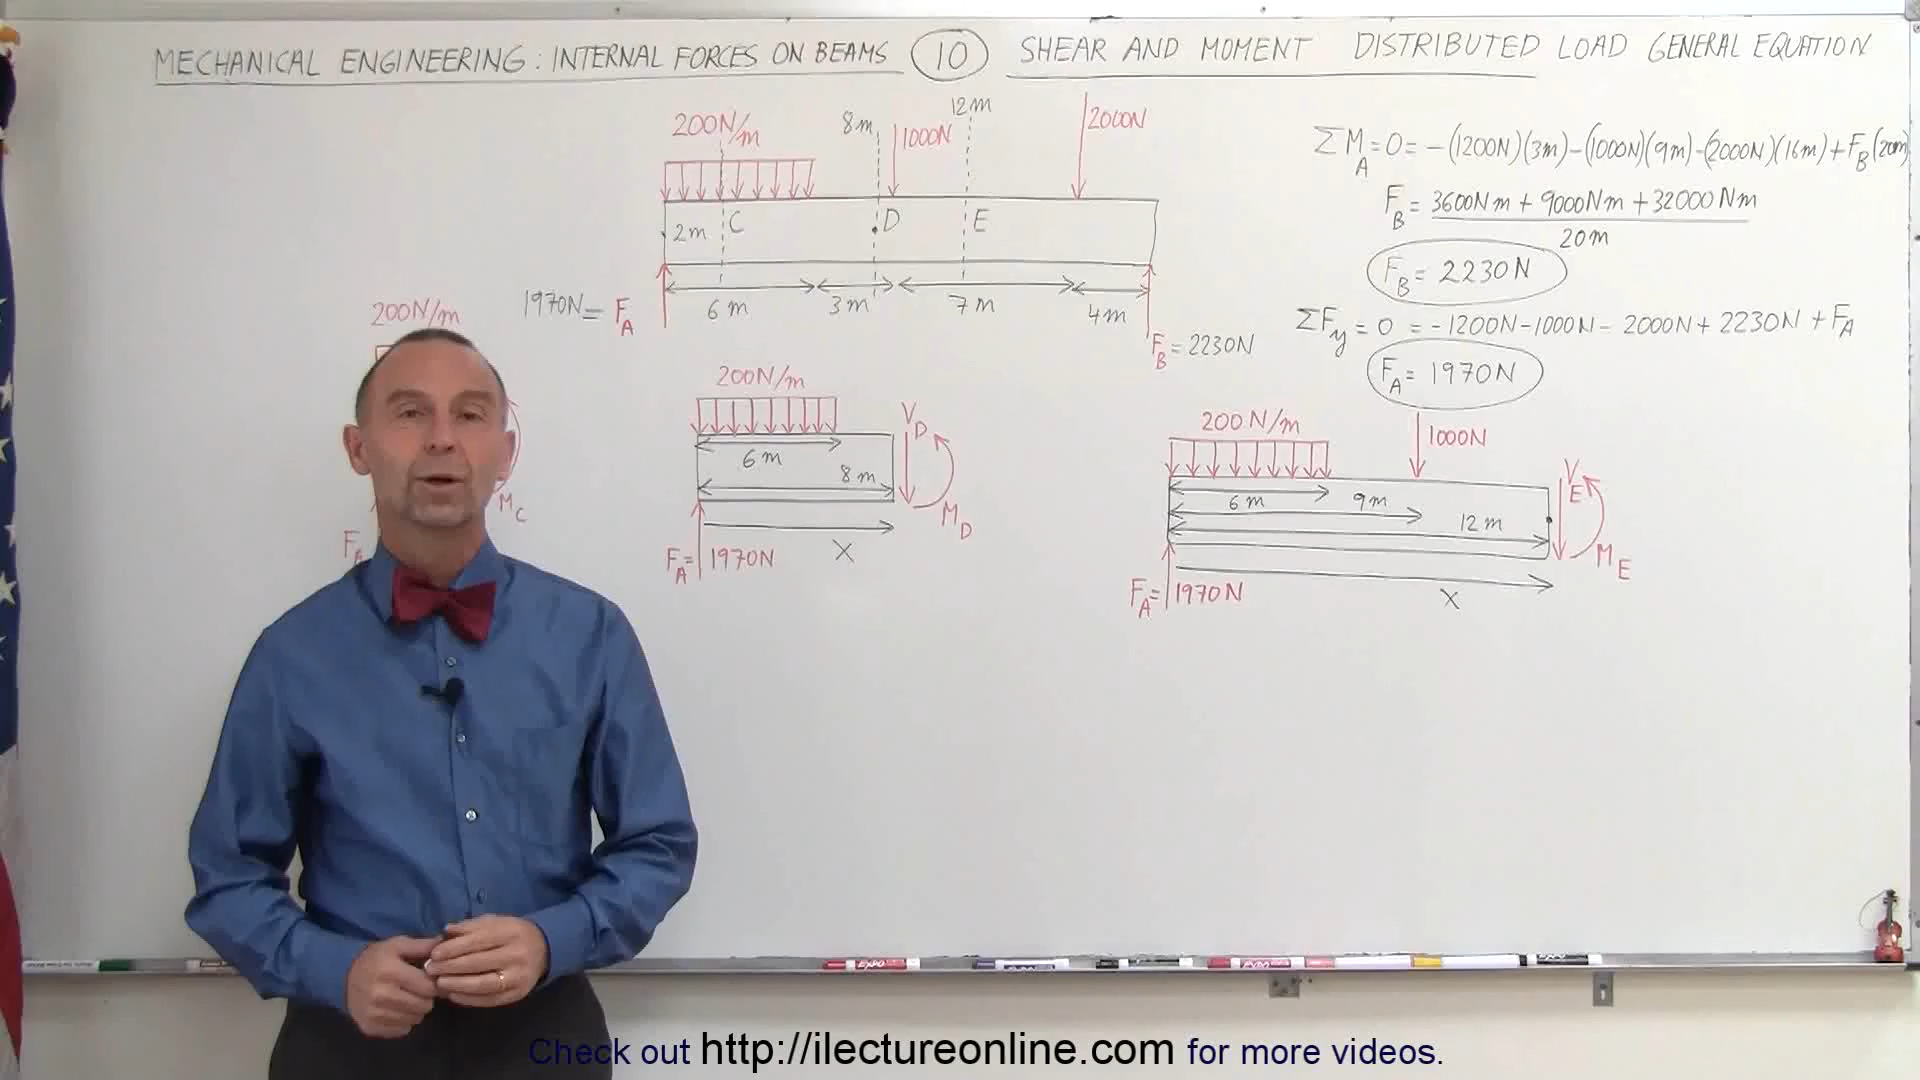 MECHANICAL ENGINEERING: INTERNAL FORCES ON BEAMS 10 SHEAR AND MOMENT DISTRIBUTED LOAD GENERAL EQUATION
200N/m
8m
1000N
12m
2000N
2m C D E
6m 3m 7m 4m
1970N = F_A
F_B = 2230N
ΣM_A = 0 = -(1200N)(3m)-(1000N)(9m)-(2000N)(16m)+F_B(20m)
F_B = 3600Nm + 9000Nm + 32000Nm
20m
F_B = 2230N
ΣF_y = 0 = -1200N-1000N-2000N+2230N+F_A
F_A = 1970N
200N/m
M_C
F_A
200N/m
6m
8m
V_D
M_D
X
F_A = 1970N
200N/m
1000N
6m
9m
12m
V_E
M_E
X
F_A = 1970N
EXPO
Check out http://ilectureonline.com for more videos.